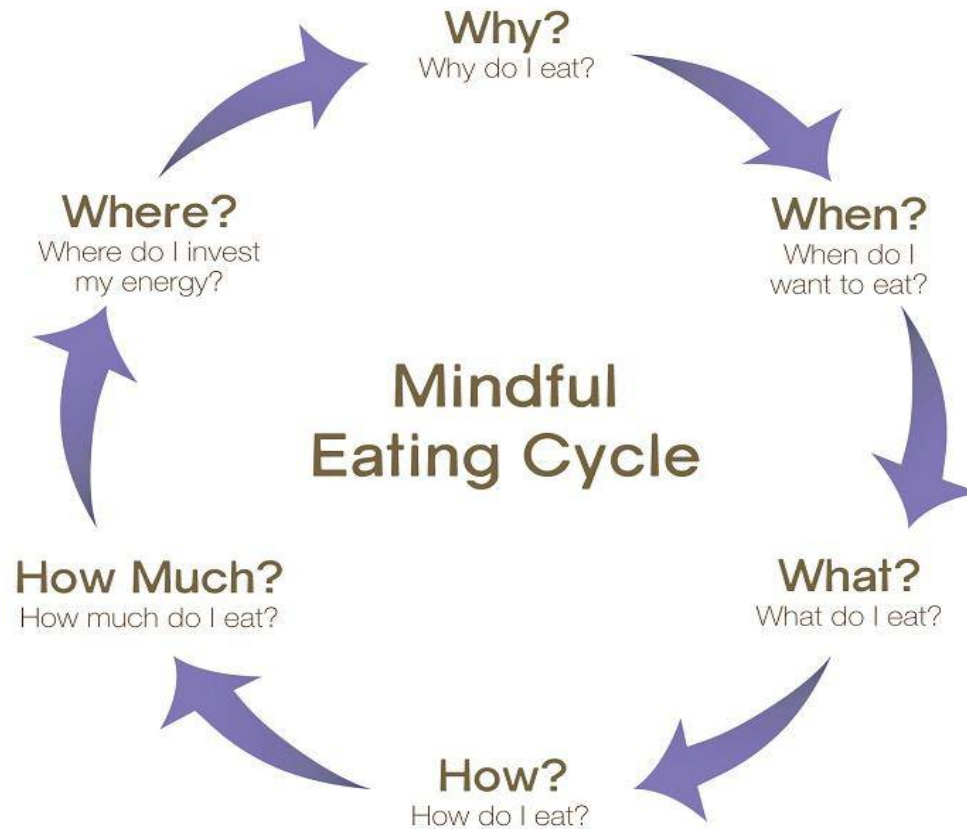 Why?
Why do I eat?
When?
When do I
want to eat?
What?
What do I eat?
How?
How do I eat?
How Much?
How much do I eat?
Where?
Where do I invest
my energy?
Mindful
Eating Cycle